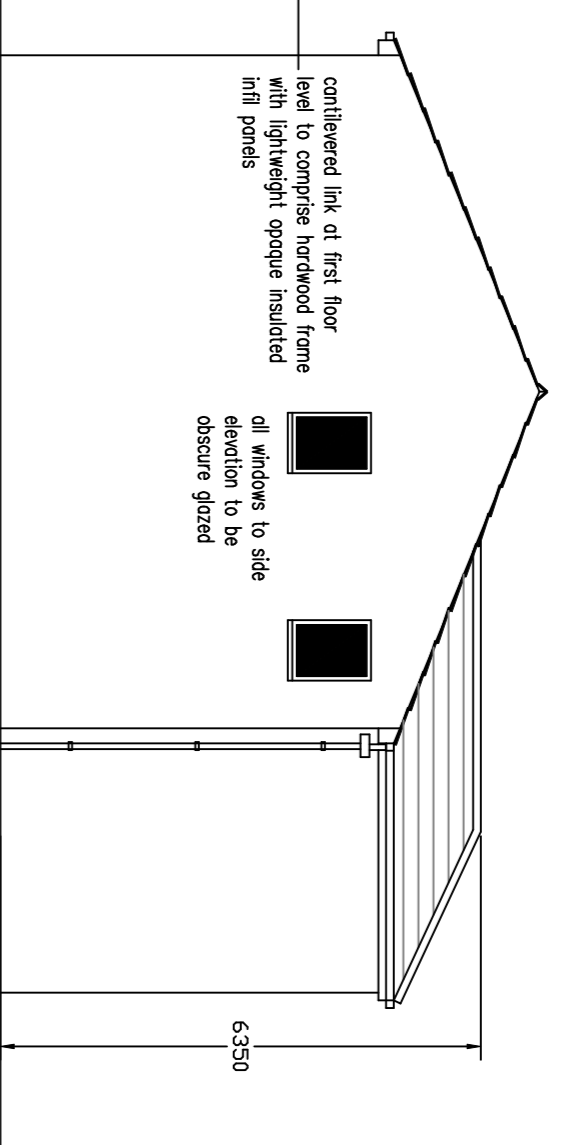 cantilevered link at first floor
level to comprise hardwood frame
with lightweight opaque insulated
infil panels
all windows to side
elevation to be
obscure glazed
6350